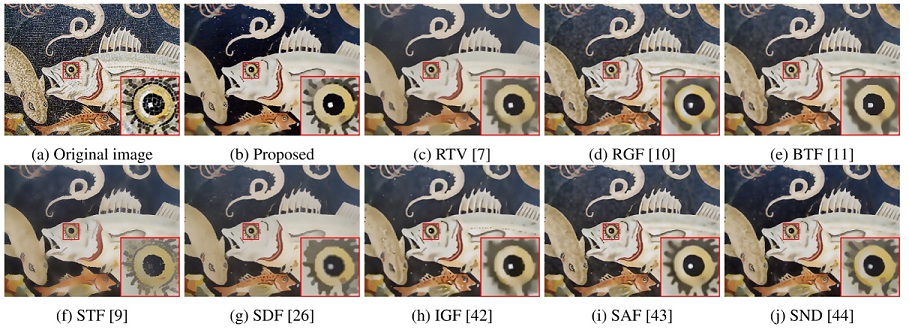 (a) Original image (b) Proposed (c) RTV [7] (d) RGF [10] (e) BTF [11]
(f) STF [9] (g) SDF [26] (h) IGF [42] (i) SAF [43] (j) SND [44]